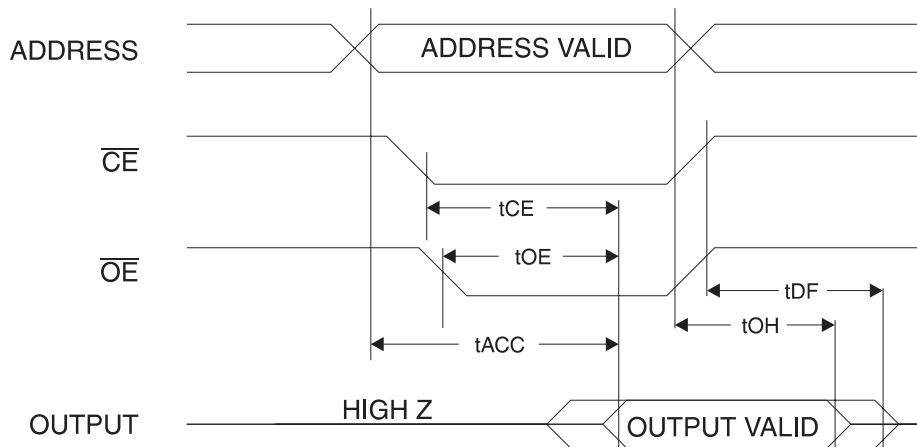 ADDRESS
ADDRESS VALID
CE
tCE
OE
tOE
tDF
tOH
tACC
HIGH Z
OUTPUT
OUTPUT VALID